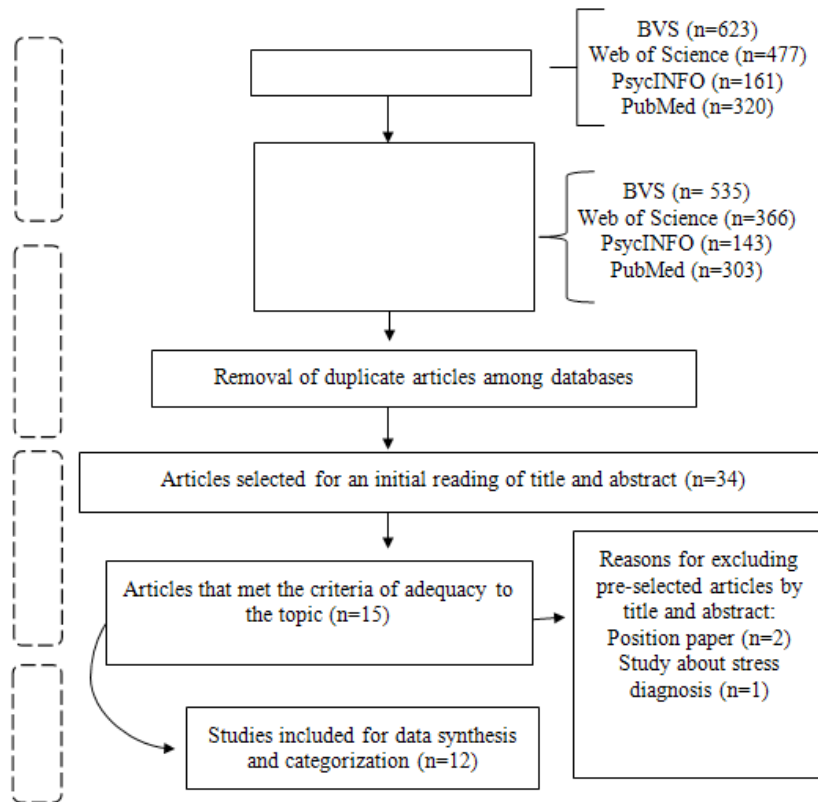 BVS (n=623)
Web of Science (n=477)
PsycINFO (n=161)
PubMed (n=320)
BVS (n= 535)
Web of Science (n=366)
PsycINFO (n=143)
PubMed (n=303)
Removal of duplicate articles among databases
Articles selected for an initial reading of title and abstract (n=34)
Articles that met the criteria of adequacy to
the topic (n=15)
Reasons for excluding
pre-selected articles by
title and abstract:
Position paper (n=2)
Study about stress
diagnosis (n=1)
Studies included for data synthesis
and categorization (n=12)